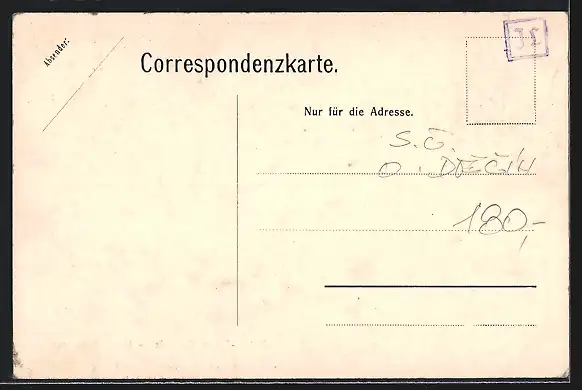 Absender:
Correspondenzkarte.
Nur für die Adresse.
O. DĚČÍN
180,-